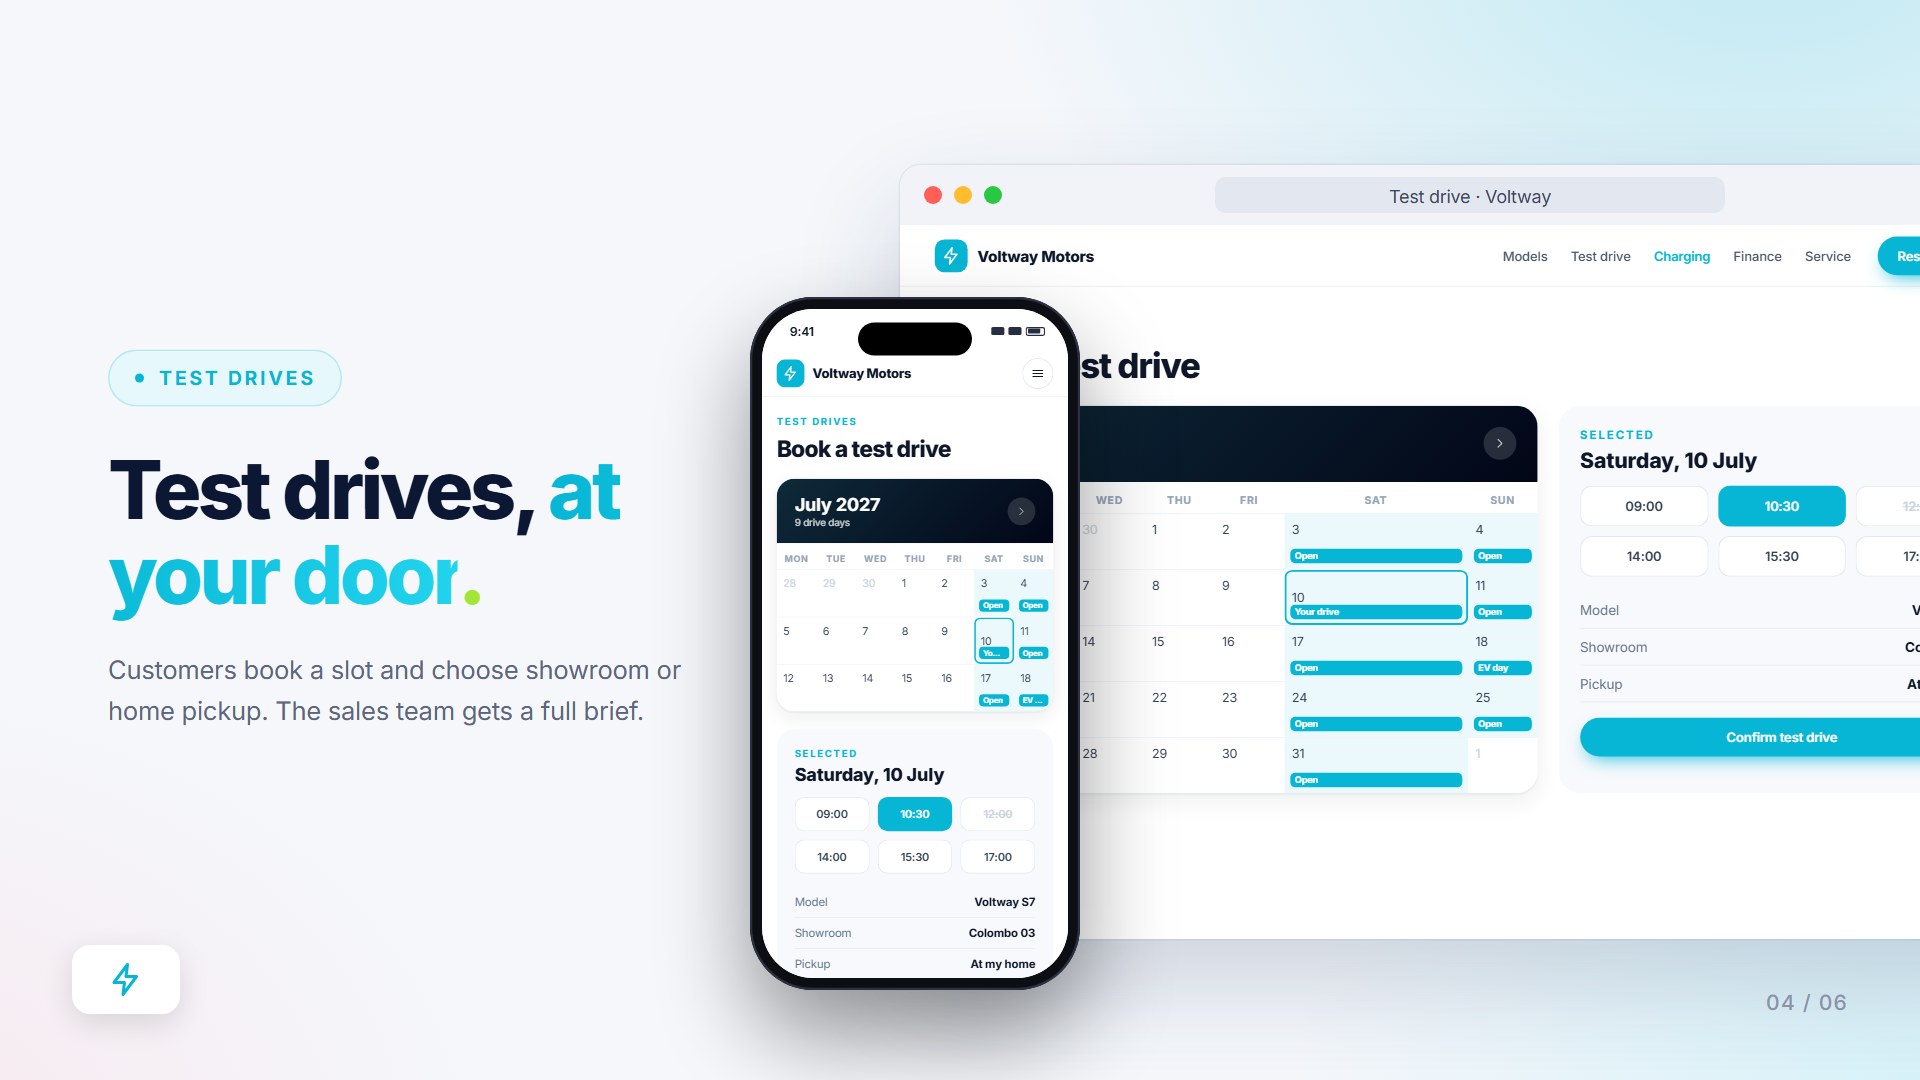 TEST DRIVES
Test drives, at
your door.
Customers book a slot and choose showroom or
home pickup. The sales team gets a full brief.
9:41
Voltway Motors
TEST DRIVES
Book a test drive
July 2027
9 drive days
MON TUE WED THU FRI SAT SUN
28 29 30 1 2 3 4
Open Open
5 6 7 8 9 10 11
Yo... Open
12 13 14 15 16 17 18
Open EV ...
SELECTED
Saturday, 10 July
09:00 10:30 12:00
14:00 15:30 17:00
Model Voltway S7
Showroom Colombo 03
Pickup At my home
Test drive · Voltway
Voltway Motors
Models Test drive Charging Finance Service Res
st drive
WED THU FRI SAT SUN
30 1 2 3 4
Open Open
7 8 9 10 11
Your drive Open
14 15 16 17 18
Open EV day
21 22 23 24 25
Open Open
28 29 30 31 1
Open
SELECTED
Saturday, 10 July
09:00 10:30 12:
14:00 15:30 17:
Model V
Showroom Co
Pickup At
Confirm test drive
04 / 06